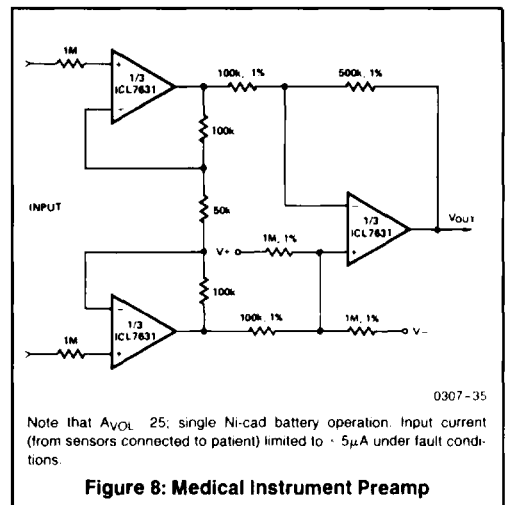 1M
1/3
ICL7631
+
−
100k, 1%
500k, 1%
100k
INPUT
50k
−
1/3
ICL7631
+
VOUT
V+
1M, 1%
100k
−
1/3
ICL7631
+
1M
100k, 1%
1M, 1%
V−
0307-35
Note that AVOL 25; single Ni-cad battery operation. Input current
(from sensors connected to patient) limited to · 5μA under fault condi-
tions.
Figure 8: Medical Instrument Preamp